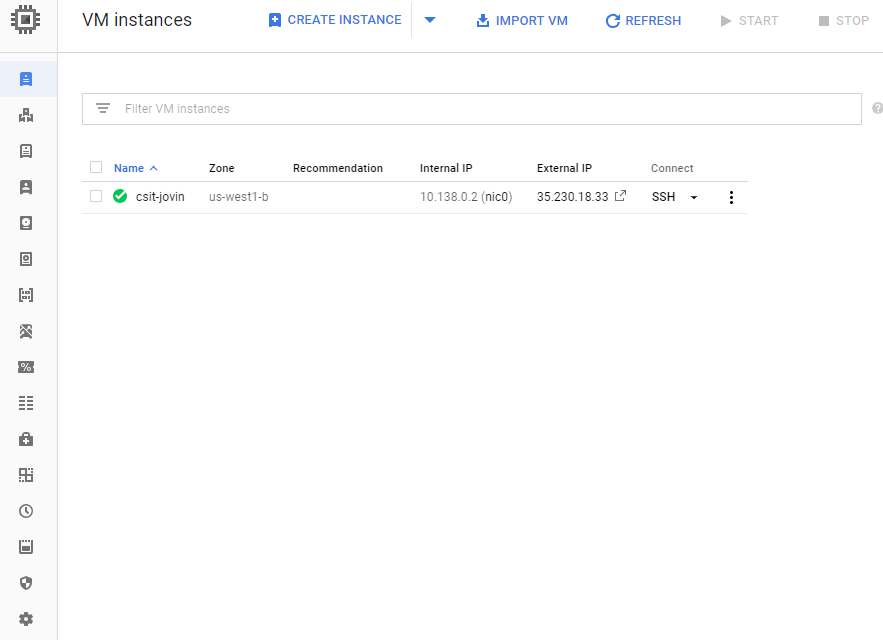 VM instances CREATE INSTANCE IMPORT VM REFRESH START STOP
Filter VM instances
Name Zone Recommendation Internal IP External IP Connect
csit-jovin us-west1-b 10.138.0.2 (nic0) 35.230.18.33 SSH